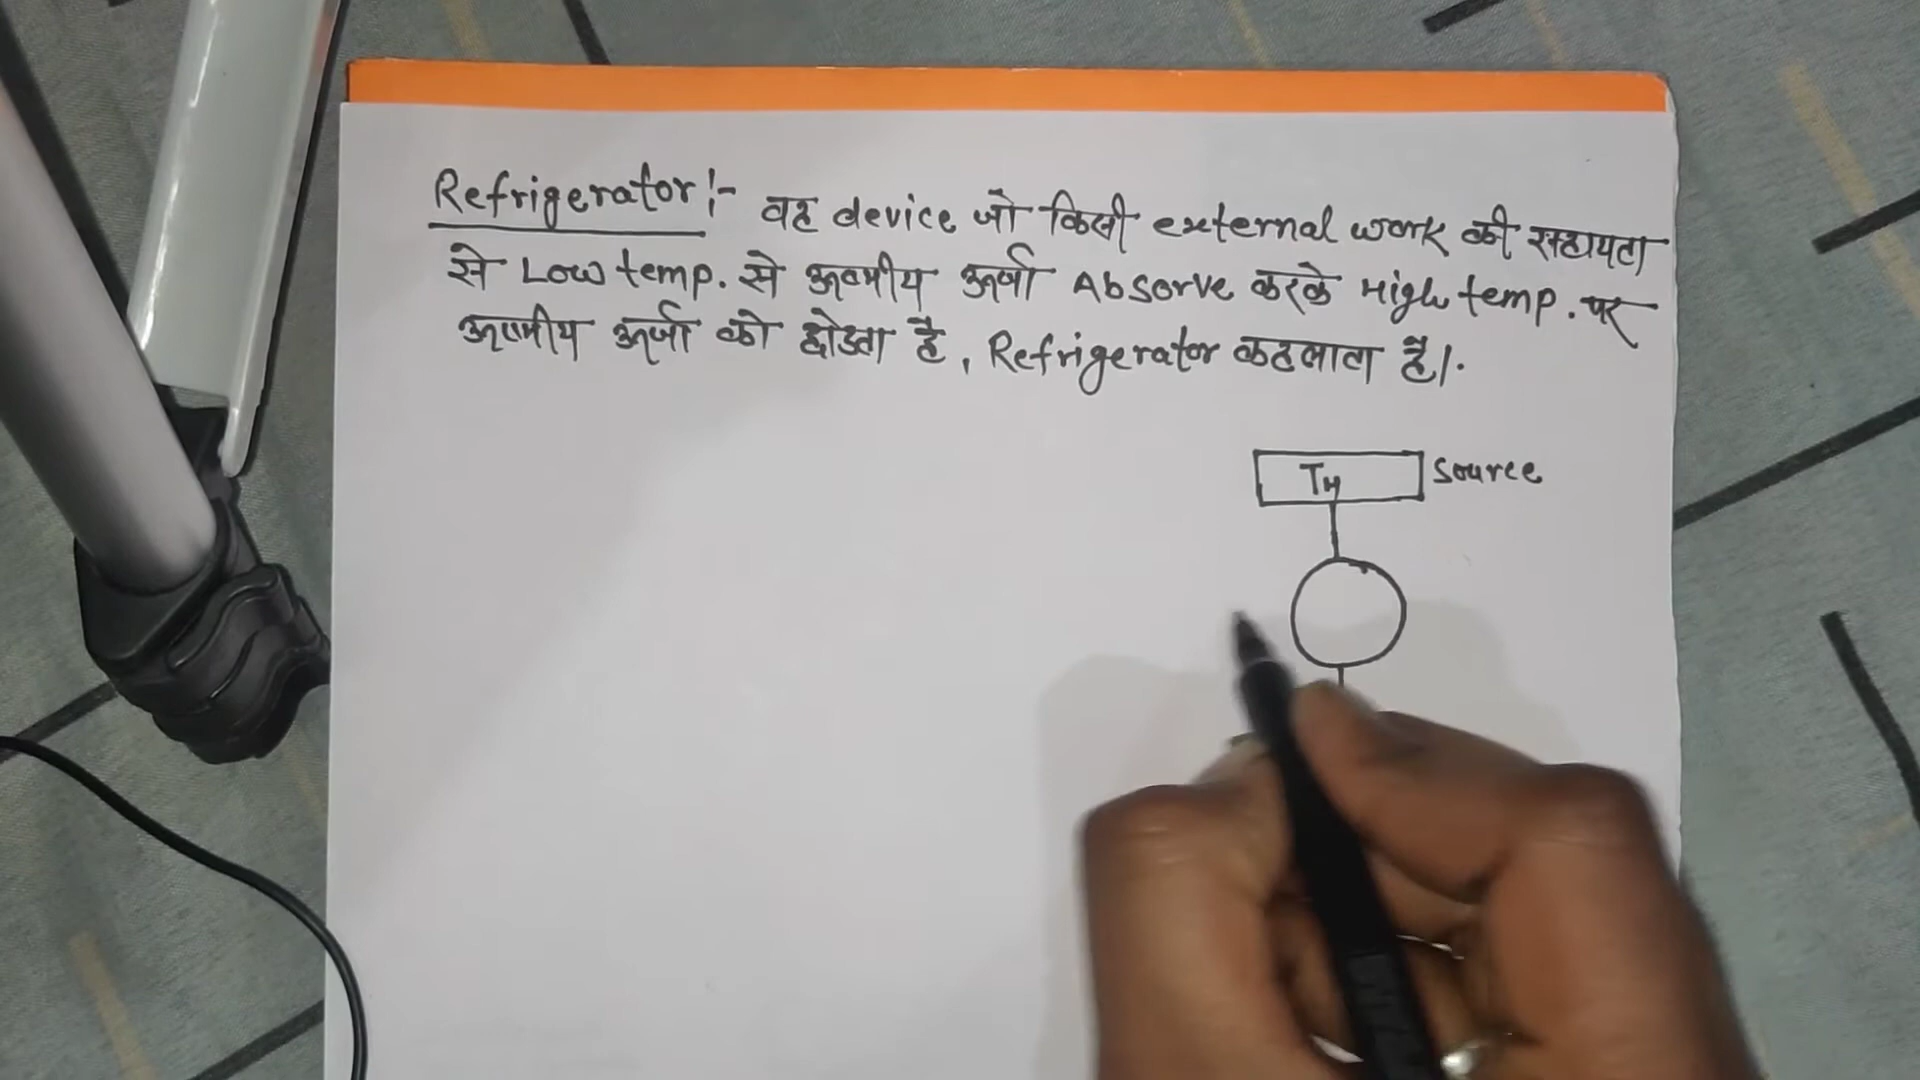 Refrigerator:- वह device जो किसी external work की सहायता
से Low temp. से ऊष्मीय ऊर्जा Absorve करके High temp. पर
ऊष्मीय ऊर्जा को छोडता है, Refrigerator कहलाता है।.
TH Source